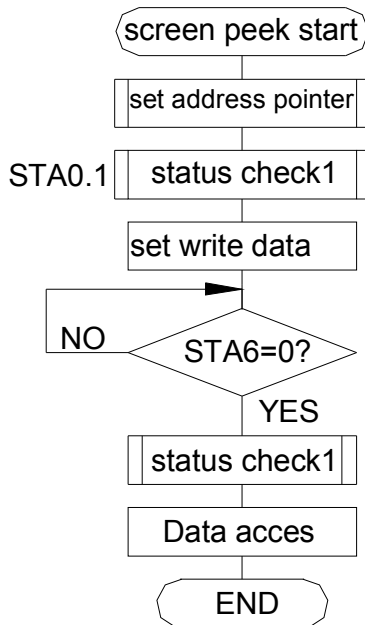 screen peek start
set address pointer
STA0.1
status check1
set write data
STA6=0?
NO
YES
status check1
Data acces
END